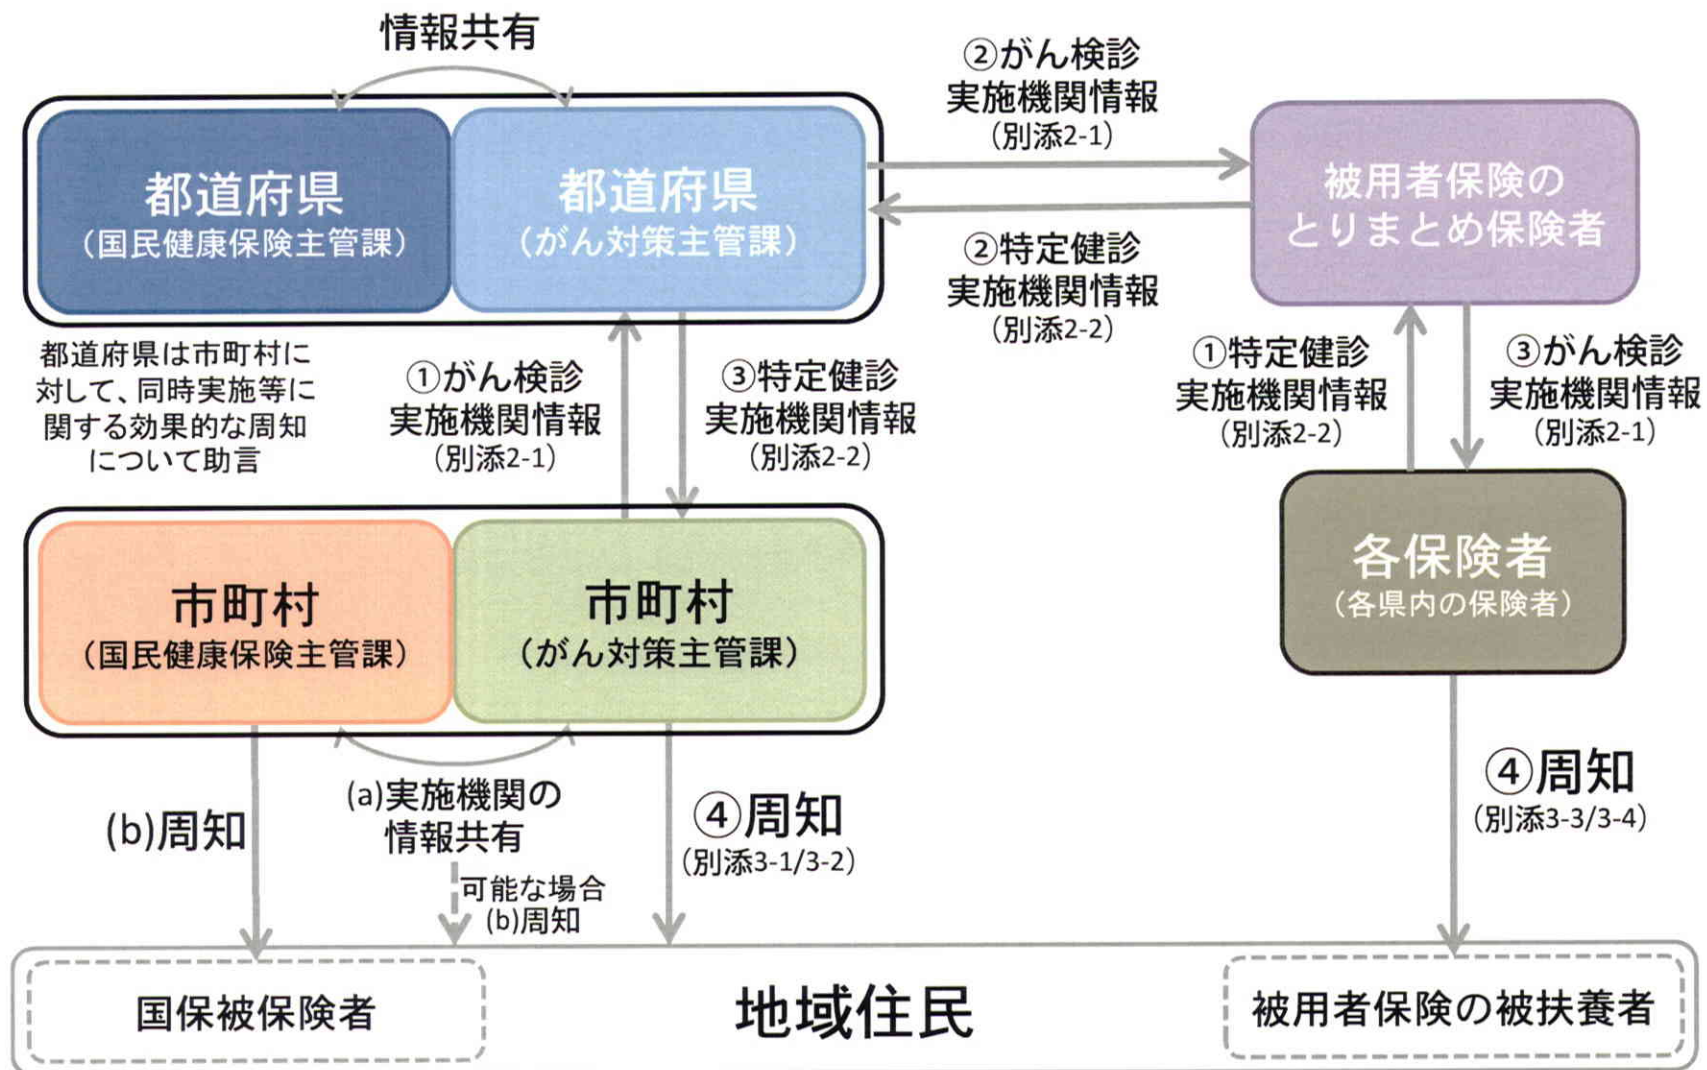 情報共有
②がん検診
実施機関情報
(別添2-1)
都道府県
(国民健康保険主管課)
都道府県
(がん対策主管課)
被用者保険の
とりまとめ保険者
②特定健診
実施機関情報
(別添2-2)
都道府県は市町村に
対して、同時実施等に
関する効果的な周知
について助言
①がん検診
実施機関情報
(別添2-1)
③特定健診
実施機関情報
(別添2-2)
①特定健診
実施機関情報
(別添2-2)
③がん検診
実施機関情報
(別添2-1)
市町村
(国民健康保険主管課)
市町村
(がん対策主管課)
各保険者
(各県内の保険者)
(b)周知
(a)実施機関の
情報共有
可能な場合
(b)周知
④周知
(別添3-1/3-2)
④周知
(別添3-3/3-4)
国保被保険者
地域住民
被用者保険の被扶養者